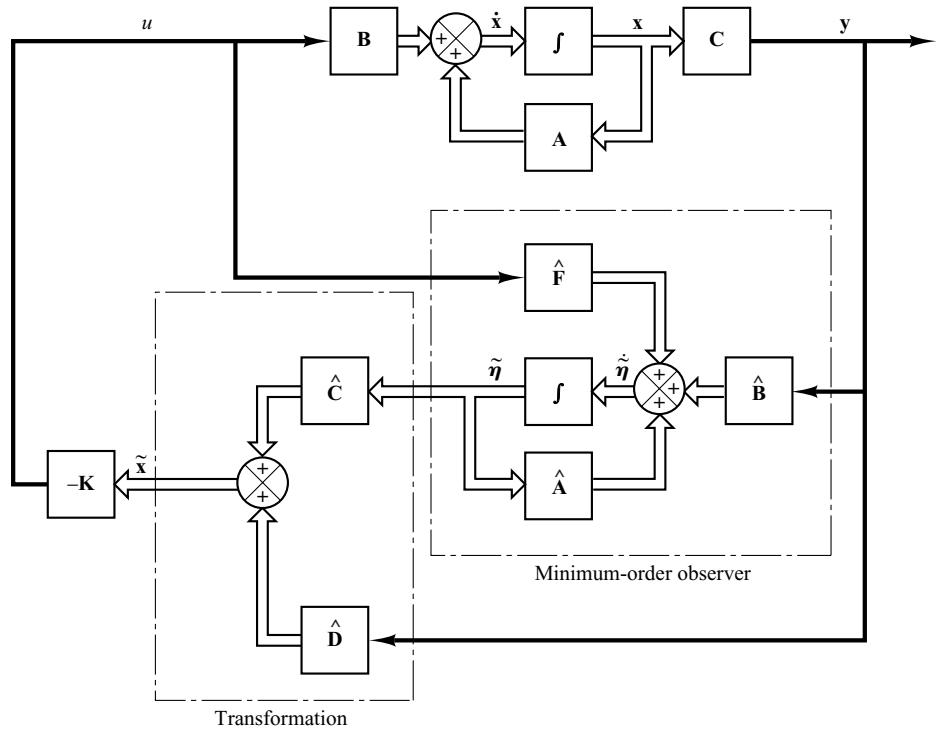 u
B
+
+
ẋ
∫
x
C
y
A
F̂
Ĉ
η̃
∫
η̃̇
+
+
+
B̂
–K
x̃
+
+
Â
Minimum-order observer
D̂
Transformation